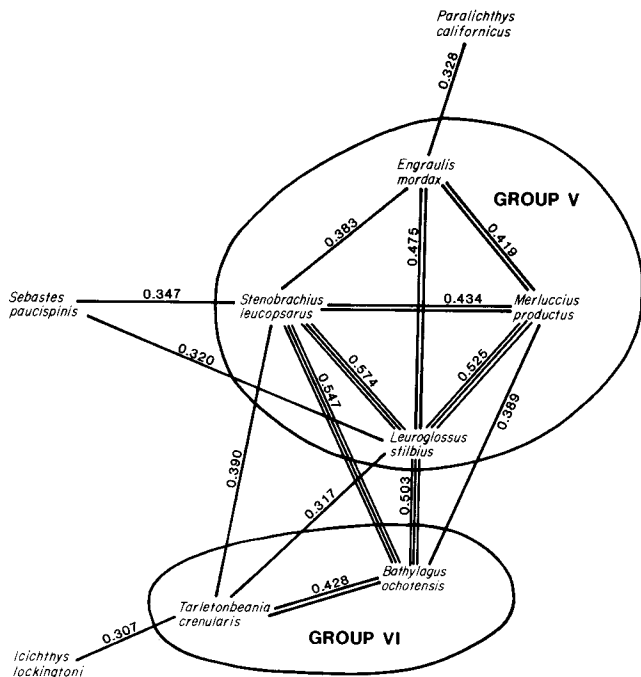 Paralichthys
californicus
0.328
Engraulis
mordax
GROUP V
0.383
0.475
0.419
Sebastes
paucispinis
0.347
Stenobrachius
leucopsarus
0.434
Merluccius
productus
0.320
0.574
0.525
0.547
0.389
Leuroglossus
stilbius
0.390
0.317
0.503
Bathylagus
ochotensis
0.428
Tarletonbeania
crenularis
GROUP VI
0.307
Icichthys
lockingtoni